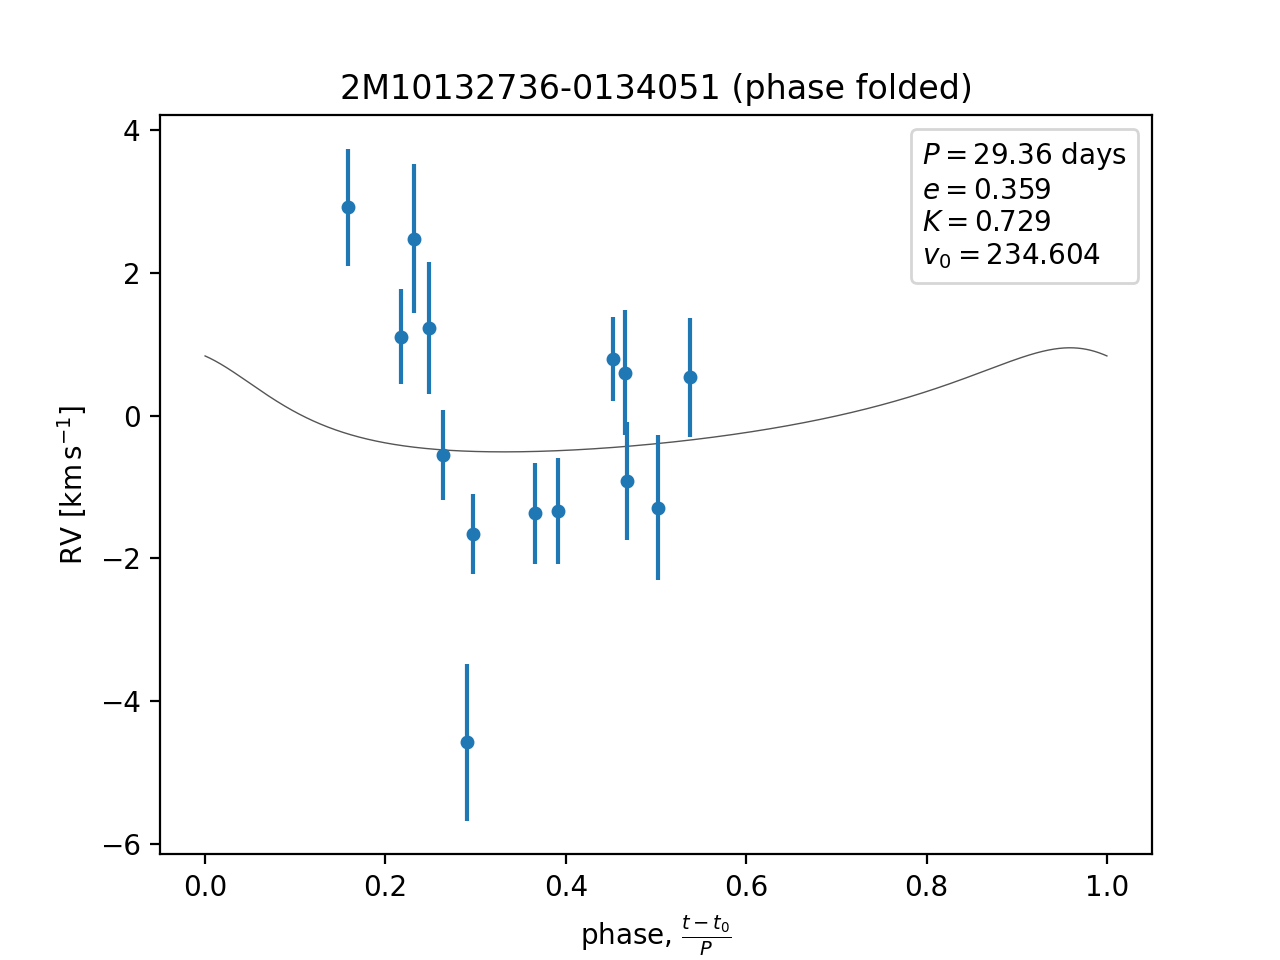 2M10132736-0134051 (phase folded)
P = 29.36 days
e = 0.359
K = 0.729
v₀ = 234.604
RV [km s⁻¹]
4
2
0
−2
−4
−6
0.0 0.2 0.4 0.6 0.8 1.0
phase, (t − t₀)/P